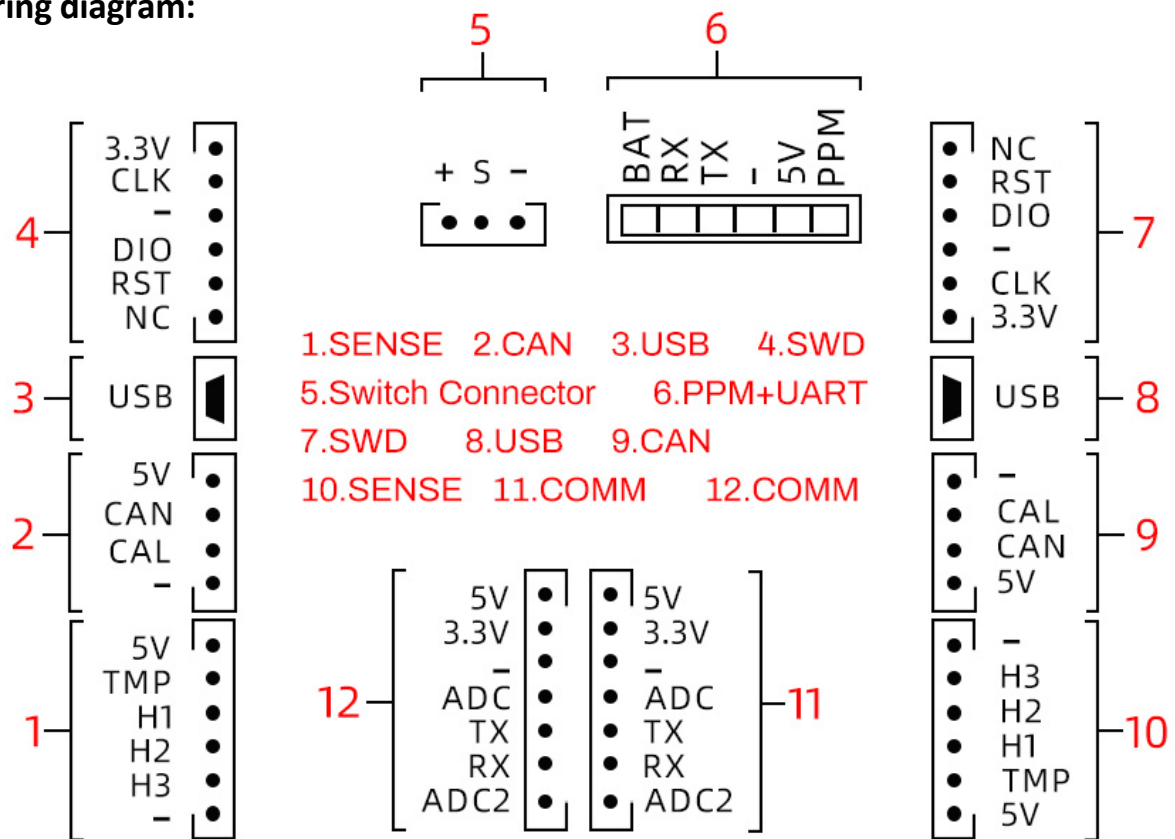 ring diagram:
5
6
+ S −
BAT
RX
TX
−
5V
PPM
4
3.3V
CLK
−
DIO
RST
NC
7
NC
RST
DIO
−
CLK
3.3V
1.SENSE 2.CAN 3.USB 4.SWD
5.Switch Connector 6.PPM+UART
7.SWD 8.USB 9.CAN
10.SENSE 11.COMM 12.COMM
3
USB
8
USB
2
5V
CAN
CAL
−
9
−
CAL
CAN
5V
1
5V
TMP
H1
H2
H3
−
12
5V
3.3V
−
ADC
TX
RX
ADC2
11
5V
3.3V
−
ADC
TX
RX
ADC2
10
−
H3
H2
H1
TMP
5V